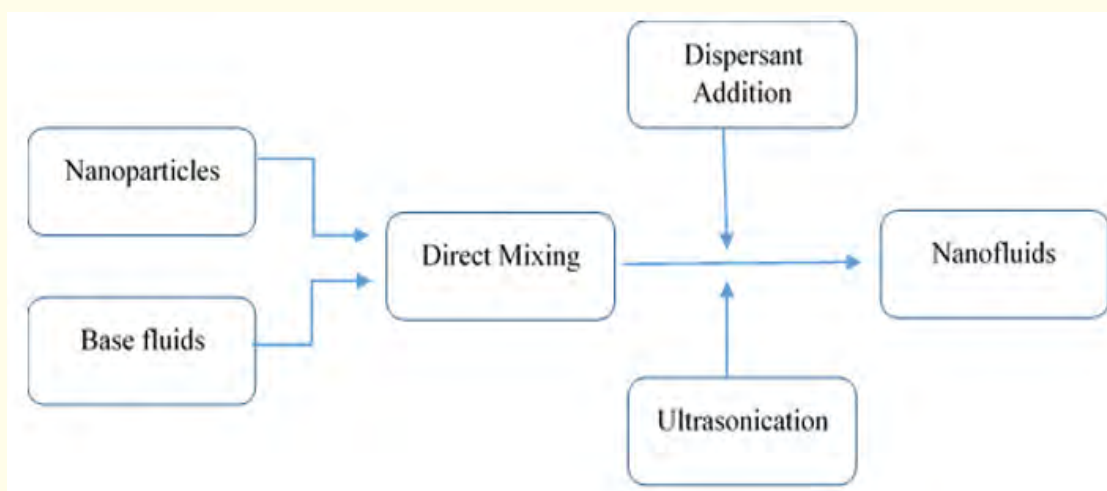 Nanoparticles
Base fluids
Direct Mixing
Dispersant
Addition
Ultrasonication
Nanofluids